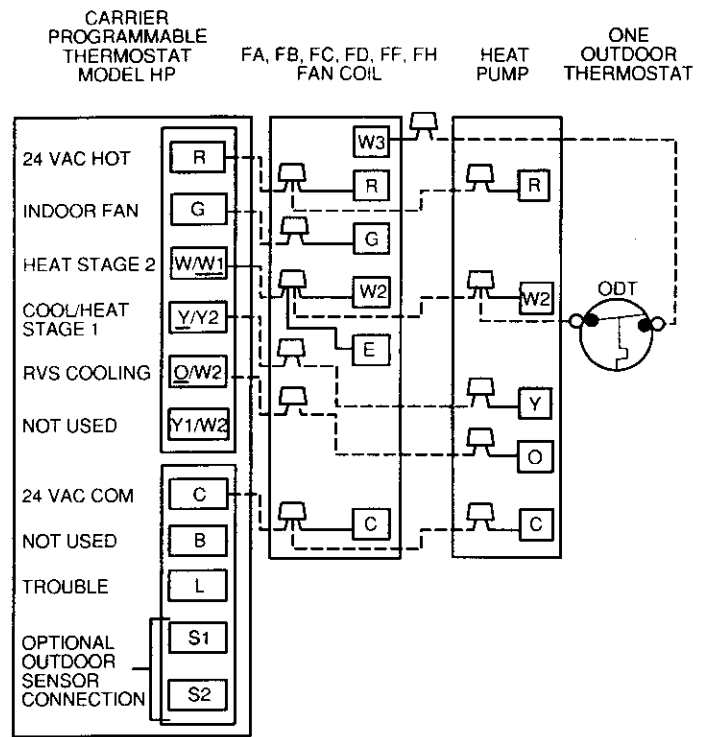 CARRIER
PROGRAMMABLE
THERMOSTAT
MODEL HP
FA, FB, FC, FD, FF, FH
FAN COIL
HEAT
PUMP
ONE
OUTDOOR
THERMOSTAT
24 VAC HOT
R
INDOOR FAN
G
HEAT STAGE 2
W/W1
COOL/HEAT
STAGE 1
Y/Y2
RVS COOLING
O/W2
NOT USED
Y1/W2
24 VAC COM
C
NOT USED
B
TROUBLE
L
OPTIONAL
OUTDOOR
SENSOR
CONNECTION
S1
S2
W3
R
G
W2
E
C
R
W2
Y
O
C
ODT